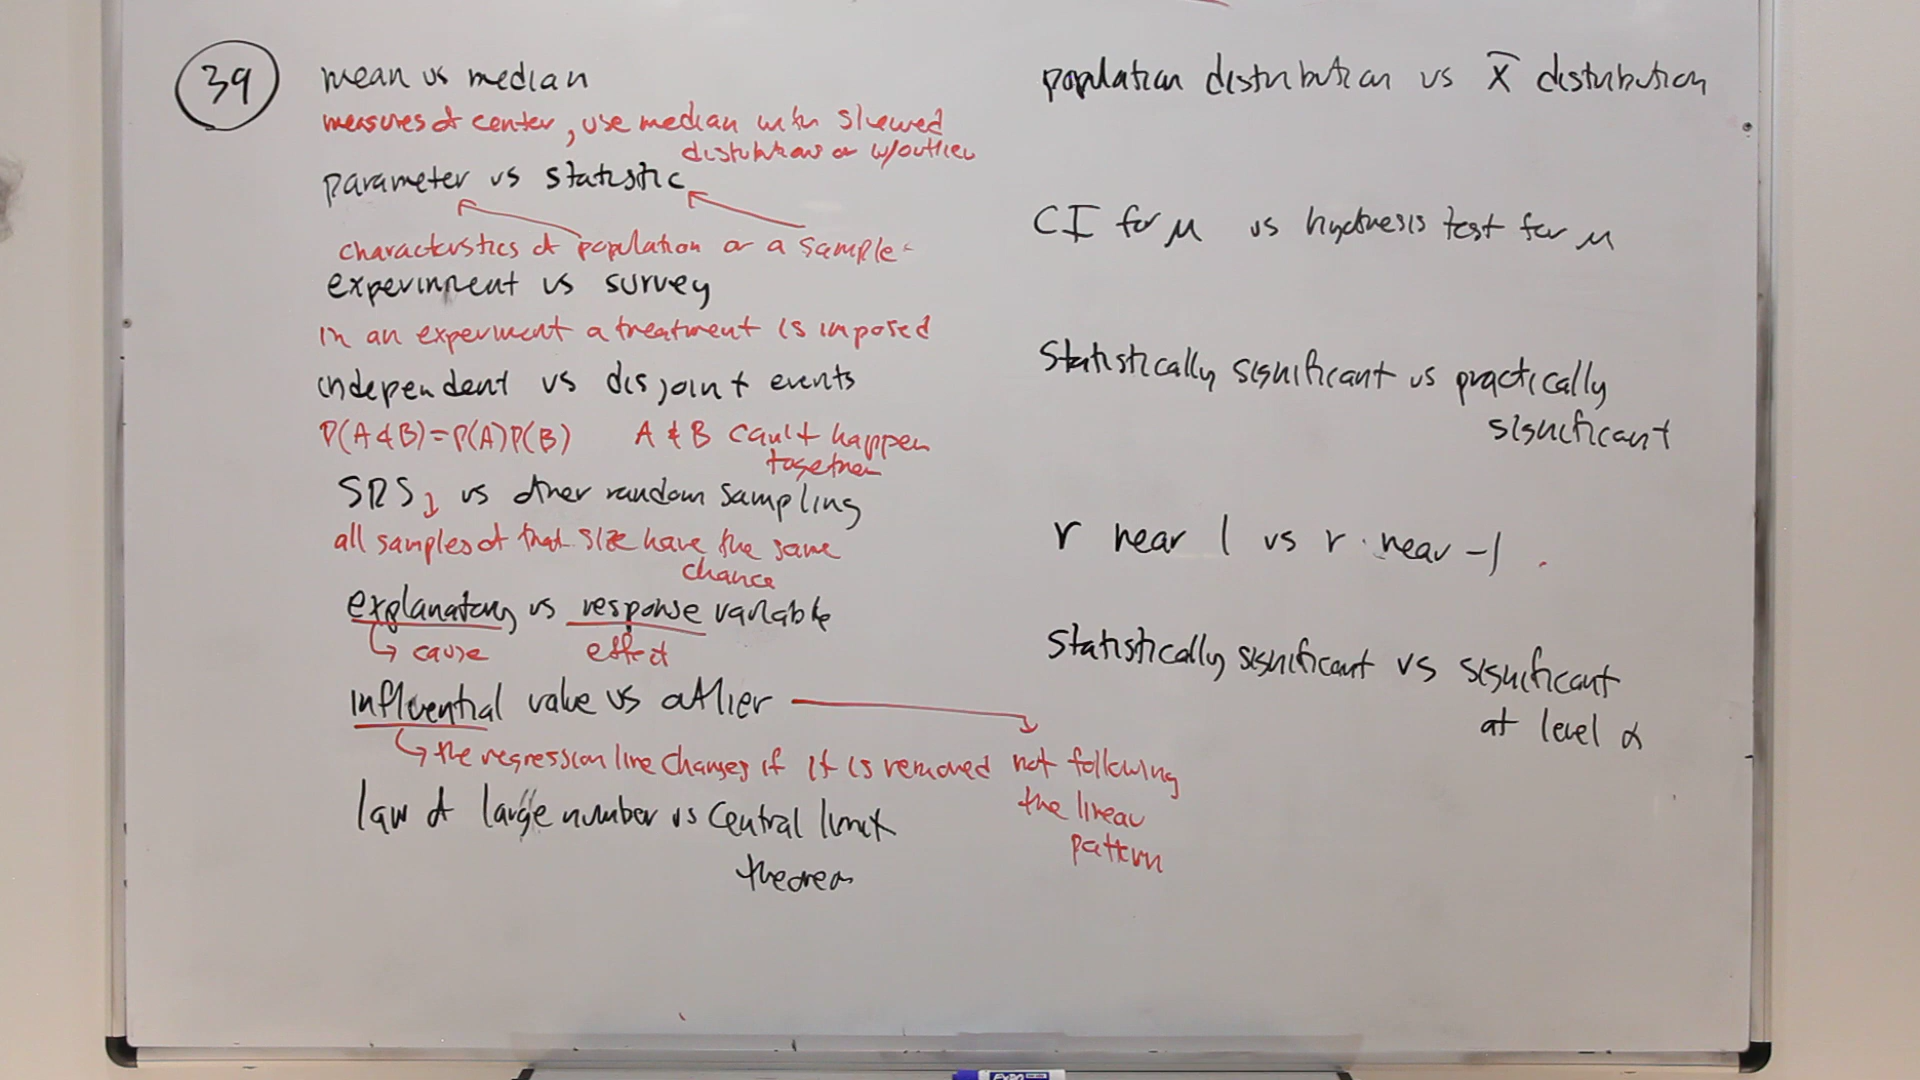 39
mean vs median
measures of center, use median with skewed
distributions or w/outlier
parameter vs statistic
characteristics of population or a sample
experiment vs survey
in an experiment a treatment is imposed
independent vs disjoint events
P(A&B)=P(A)P(B) A & B can't happen
together
SRS vs other random sampling
all samples of that size have the same
chance
explanatory vs response variable
cause effect
influential value vs outlier
the regression line changes if it is removed
not following
the linear
pattern
law of large number vs central limit
theorem
population distribution vs x̄ distribution
CI for μ vs hypothesis test for μ
statistically significant vs practically
significant
r near 1 vs r near -1
statistically significant vs significant
at level α
EXPO